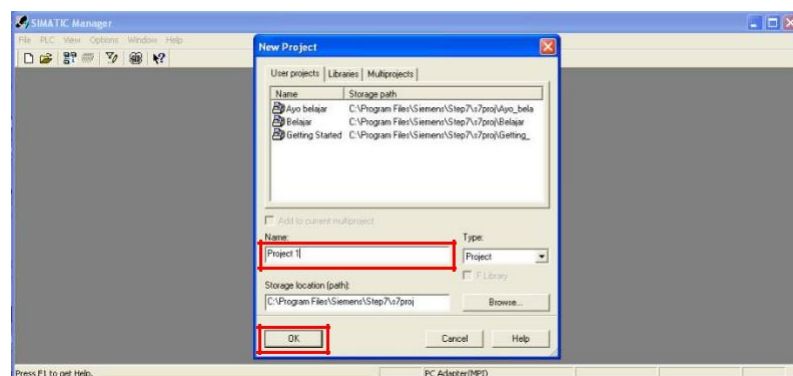 SIMATIC Manager
File PLC View Options Window Help
New Project
User projects Libraries Multiprojects
Name Storage path
Ayo belajar C:\Program Files\Siemens\Step7\s7proj\Ayo_bela
Belajar C:\Program Files\Siemens\Step7\s7proj\Belajar
Getting Started C:\Program Files\Siemens\Step7\s7proj\Getting_
Add to current multiproject
Name: Type:
Project 1 Project
F Library
Storage location (path):
C:\Program Files\Siemens\Step7\s7proj Browse...
OK Cancel Help
Press F1 to get Help. PC Adapter(MPI)